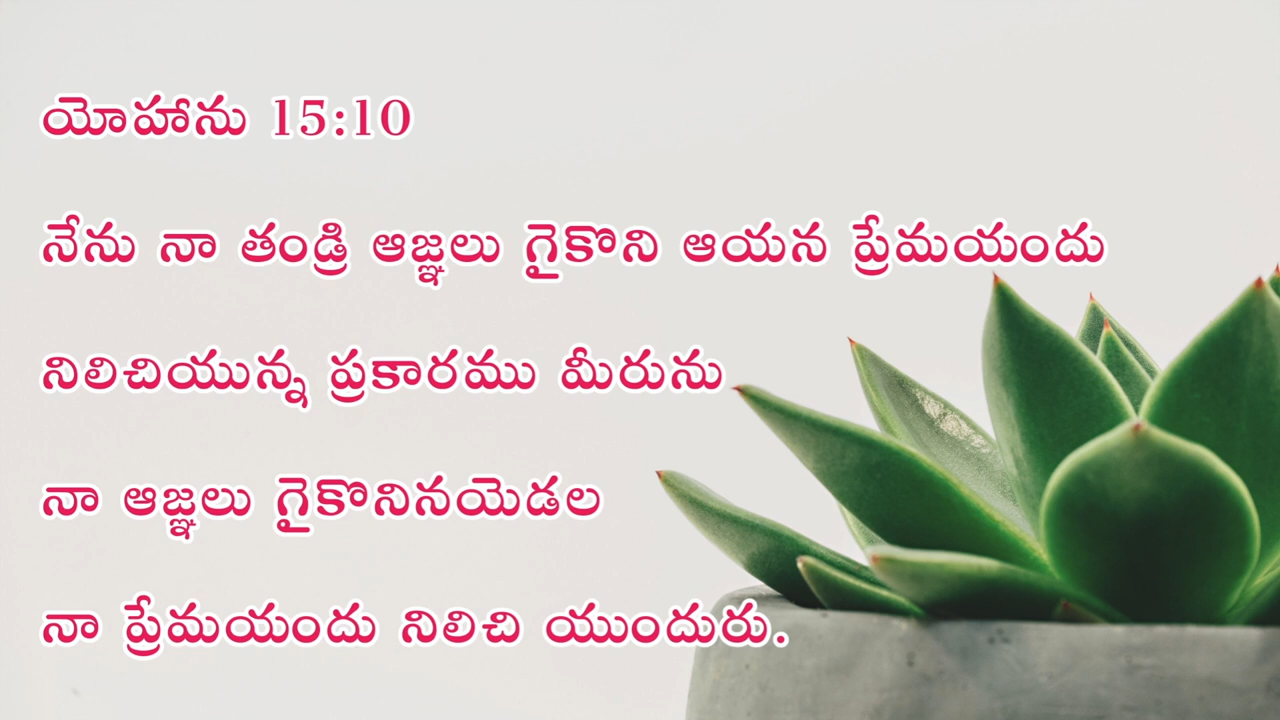 యోహాను 15:10
నేను నా తండ్రి ఆజ్ఞలు గైకొని ఆయన ప్రేమయందు
నిలిచియున్న ప్రకారము మీరును
నా ఆజ్ఞలు గైకొనినయెడల
నా ప్రేమయందు నిలిచి యుందురు.